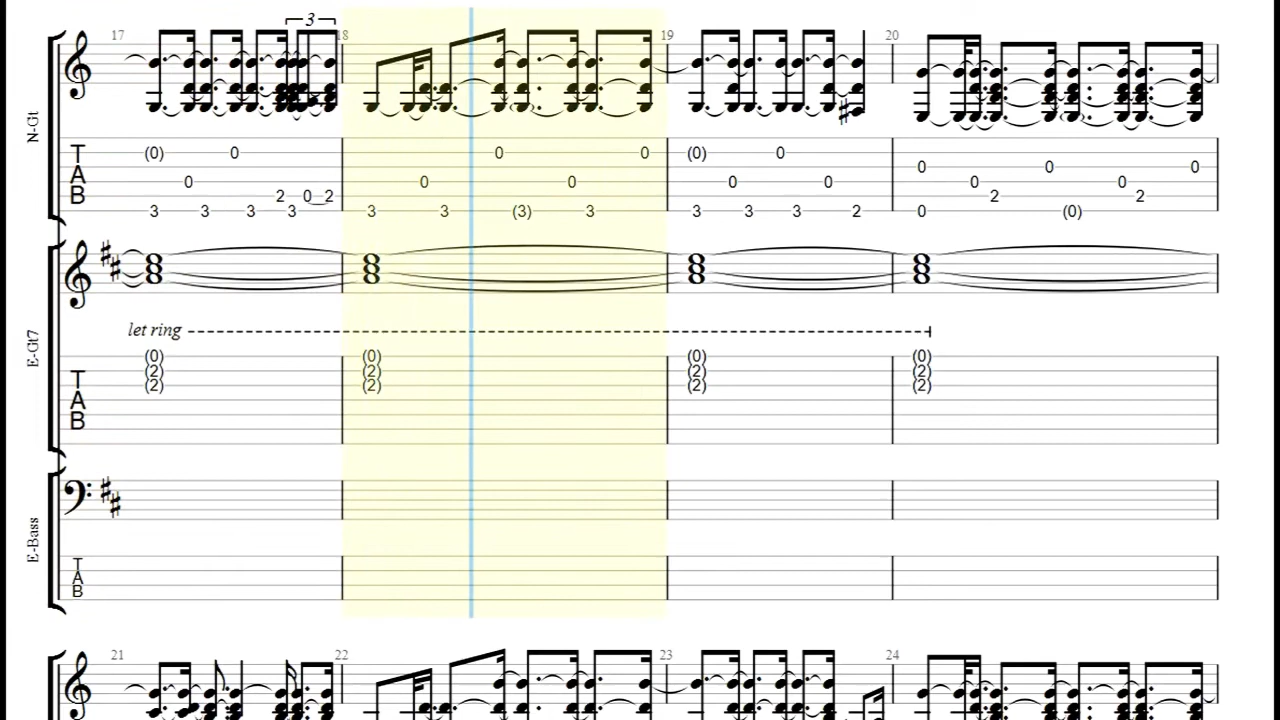 3
17 18 19 20
N-Gt
T A B
(0) 0 0 0 (0) 0
0 0 0
0 0 0 0 0 0
2 0 2 2 2
3 3 3 3 3 3 (3) 3 3 3 3 2 0 (0)
E-Gt7
let ring
T A B
(0) (0) (0) (0)
(2) (2) (2) (2)
(2) (2) (2) (2)
E-Bass
T A B
21 22 23 24